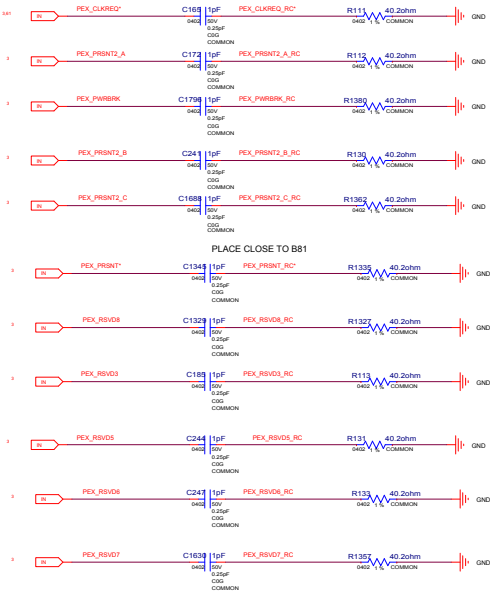 3,91 IN PEX_CLKREQ* C165 1pF PEX_CLKREQ_RC* R111 40.2ohm GND
0402 50V 0402 1 % COMMON
0.25pF
C0G
COMMON
3 IN PEX_PRSNT2_A C172 1pF PEX_PRSNT2_A_RC R112 40.2ohm GND
0402 50V 0402 1 % COMMON
0.25pF
C0G
COMMON
3 IN PEX_PWRBRK C1796 1pF PEX_PWRBRK_RC R1380 40.2ohm GND
0402 50V 0402 1 % COMMON
0.25pF
C0G
COMMON
3 IN PEX_PRSNT2_B C241 1pF PEX_PRSNT2_B_RC R130 40.2ohm GND
0402 50V 0402 1 % COMMON
0.25pF
C0G
COMMON
3 IN PEX_PRSNT2_C C1688 1pF PEX_PRSNT2_C_RC R1362 40.2ohm GND
0402 50V 0402 1 % COMMON
0.25pF
C0G
COMMON
PLACE CLOSE TO B81
3 IN PEX_PRSNT* C1345 1pF PEX_PRSNT_RC* R1335 40.2ohm GND
0402 50V 0402 1 % COMMON
0.25pF
C0G
COMMON
3 IN PEX_RSVD8 C1329 1pF PEX_RSVD8_RC R1327 40.2ohm GND
0402 50V 0402 1 % COMMON
0.25pF
C0G
COMMON
3 IN PEX_RSVD3 C185 1pF PEX_RSVD3_RC R113 40.2ohm GND
0402 50V 0402 1 % COMMON
0.25pF
C0G
COMMON
3 IN PEX_RSVD5 C244 1pF PEX_RSVD5_RC R131 40.2ohm GND
0402 50V 0402 1 % COMMON
0.25pF
C0G
COMMON
3 IN PEX_RSVD6 C247 1pF PEX_RSVD6_RC R133 40.2ohm GND
0402 50V 0402 1 % COMMON
0.25pF
C0G
COMMON
3 IN PEX_RSVD7 C1630 1pF PEX_RSVD7_RC R1357 40.2ohm GND
0402 50V 0402 1 % COMMON
0.25pF
C0G
COMMON